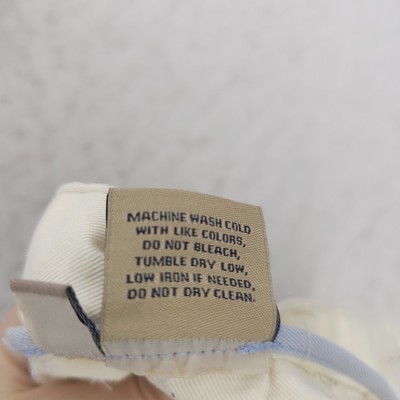 MACHINE WASH COLD
WITH LIKE COLORS,
DO NOT BLEACH,
TUMBLE DRY LOW,
LOW IRON IF NEEDED,
DO NOT DRY CLEAN.